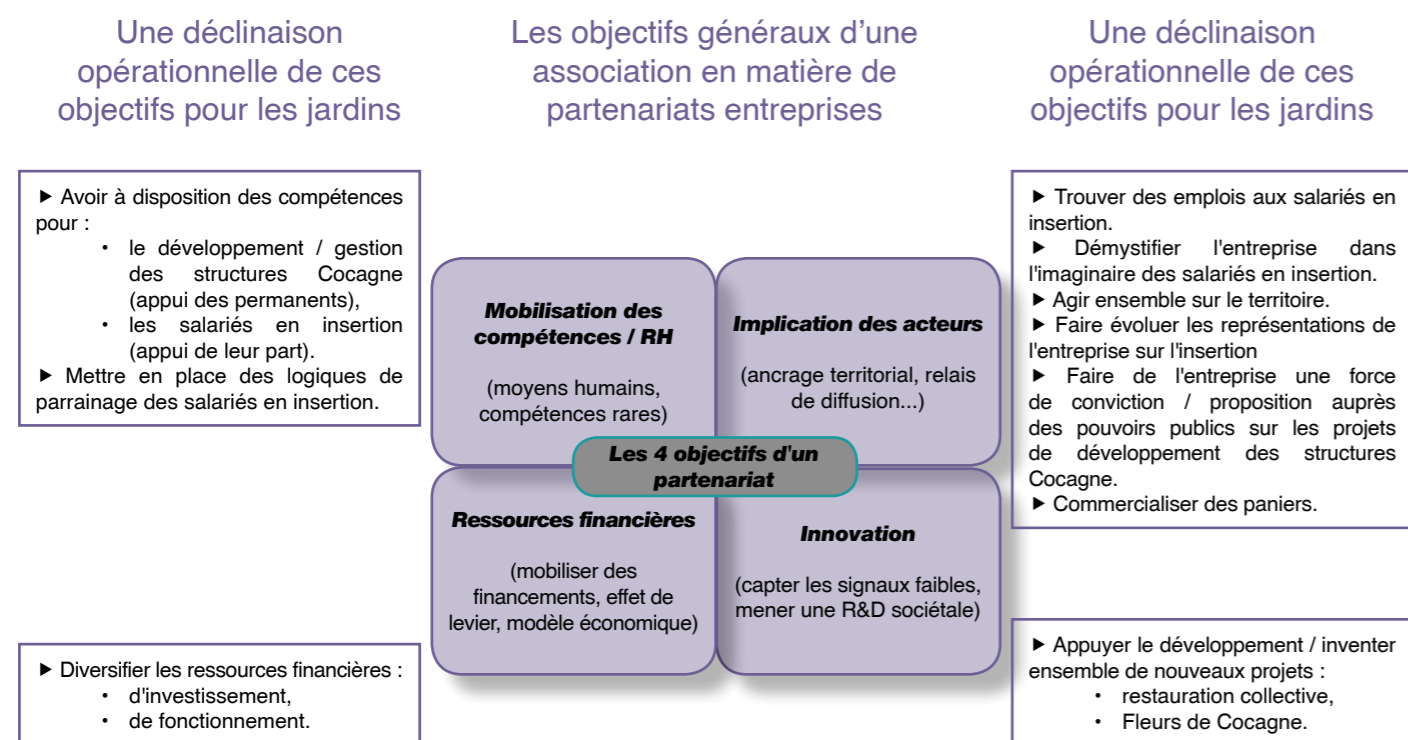 Une déclinaison
opérationnelle de ces
objectifs pour les jardins
Les objectifs généraux d’une
association en matière de
partenariats entreprises
Une déclinaison
opérationnelle de ces
objectifs pour les jardins
► Avoir à disposition des compétences
pour :
• le développement / gestion
des structures Cocagne
(appui des permanents),
• les salariés en insertion
(appui de leur part).
► Mettre en place des logiques de
parrainage des salariés en insertion.
Mobilisation des
compétences / RH
(moyens humains,
compétences rares)
Implication des acteurs
(ancrage territorial, relais
de diffusion...)
► Trouver des emplois aux salariés en
insertion.
► Démystifier l'entreprise dans
l'imaginaire des salariés en insertion.
► Agir ensemble sur le territoire.
► Faire évoluer les représentations de
l'entreprise sur l'insertion
► Faire de l'entreprise une force
de conviction / proposition auprès
des pouvoirs publics sur les projets
de développement des structures
Cocagne.
► Commercialiser des paniers.
Les 4 objectifs d'un
partenariat
Ressources financières
(mobiliser des
financements, effet de
levier, modèle économique)
Innovation
(capter les signaux faibles,
mener une R&D sociétale)
► Diversifier les ressources financières :
• d'investissement,
• de fonctionnement.
► Appuyer le développement / inventer
ensemble de nouveaux projets :
• restauration collective,
• Fleurs de Cocagne.